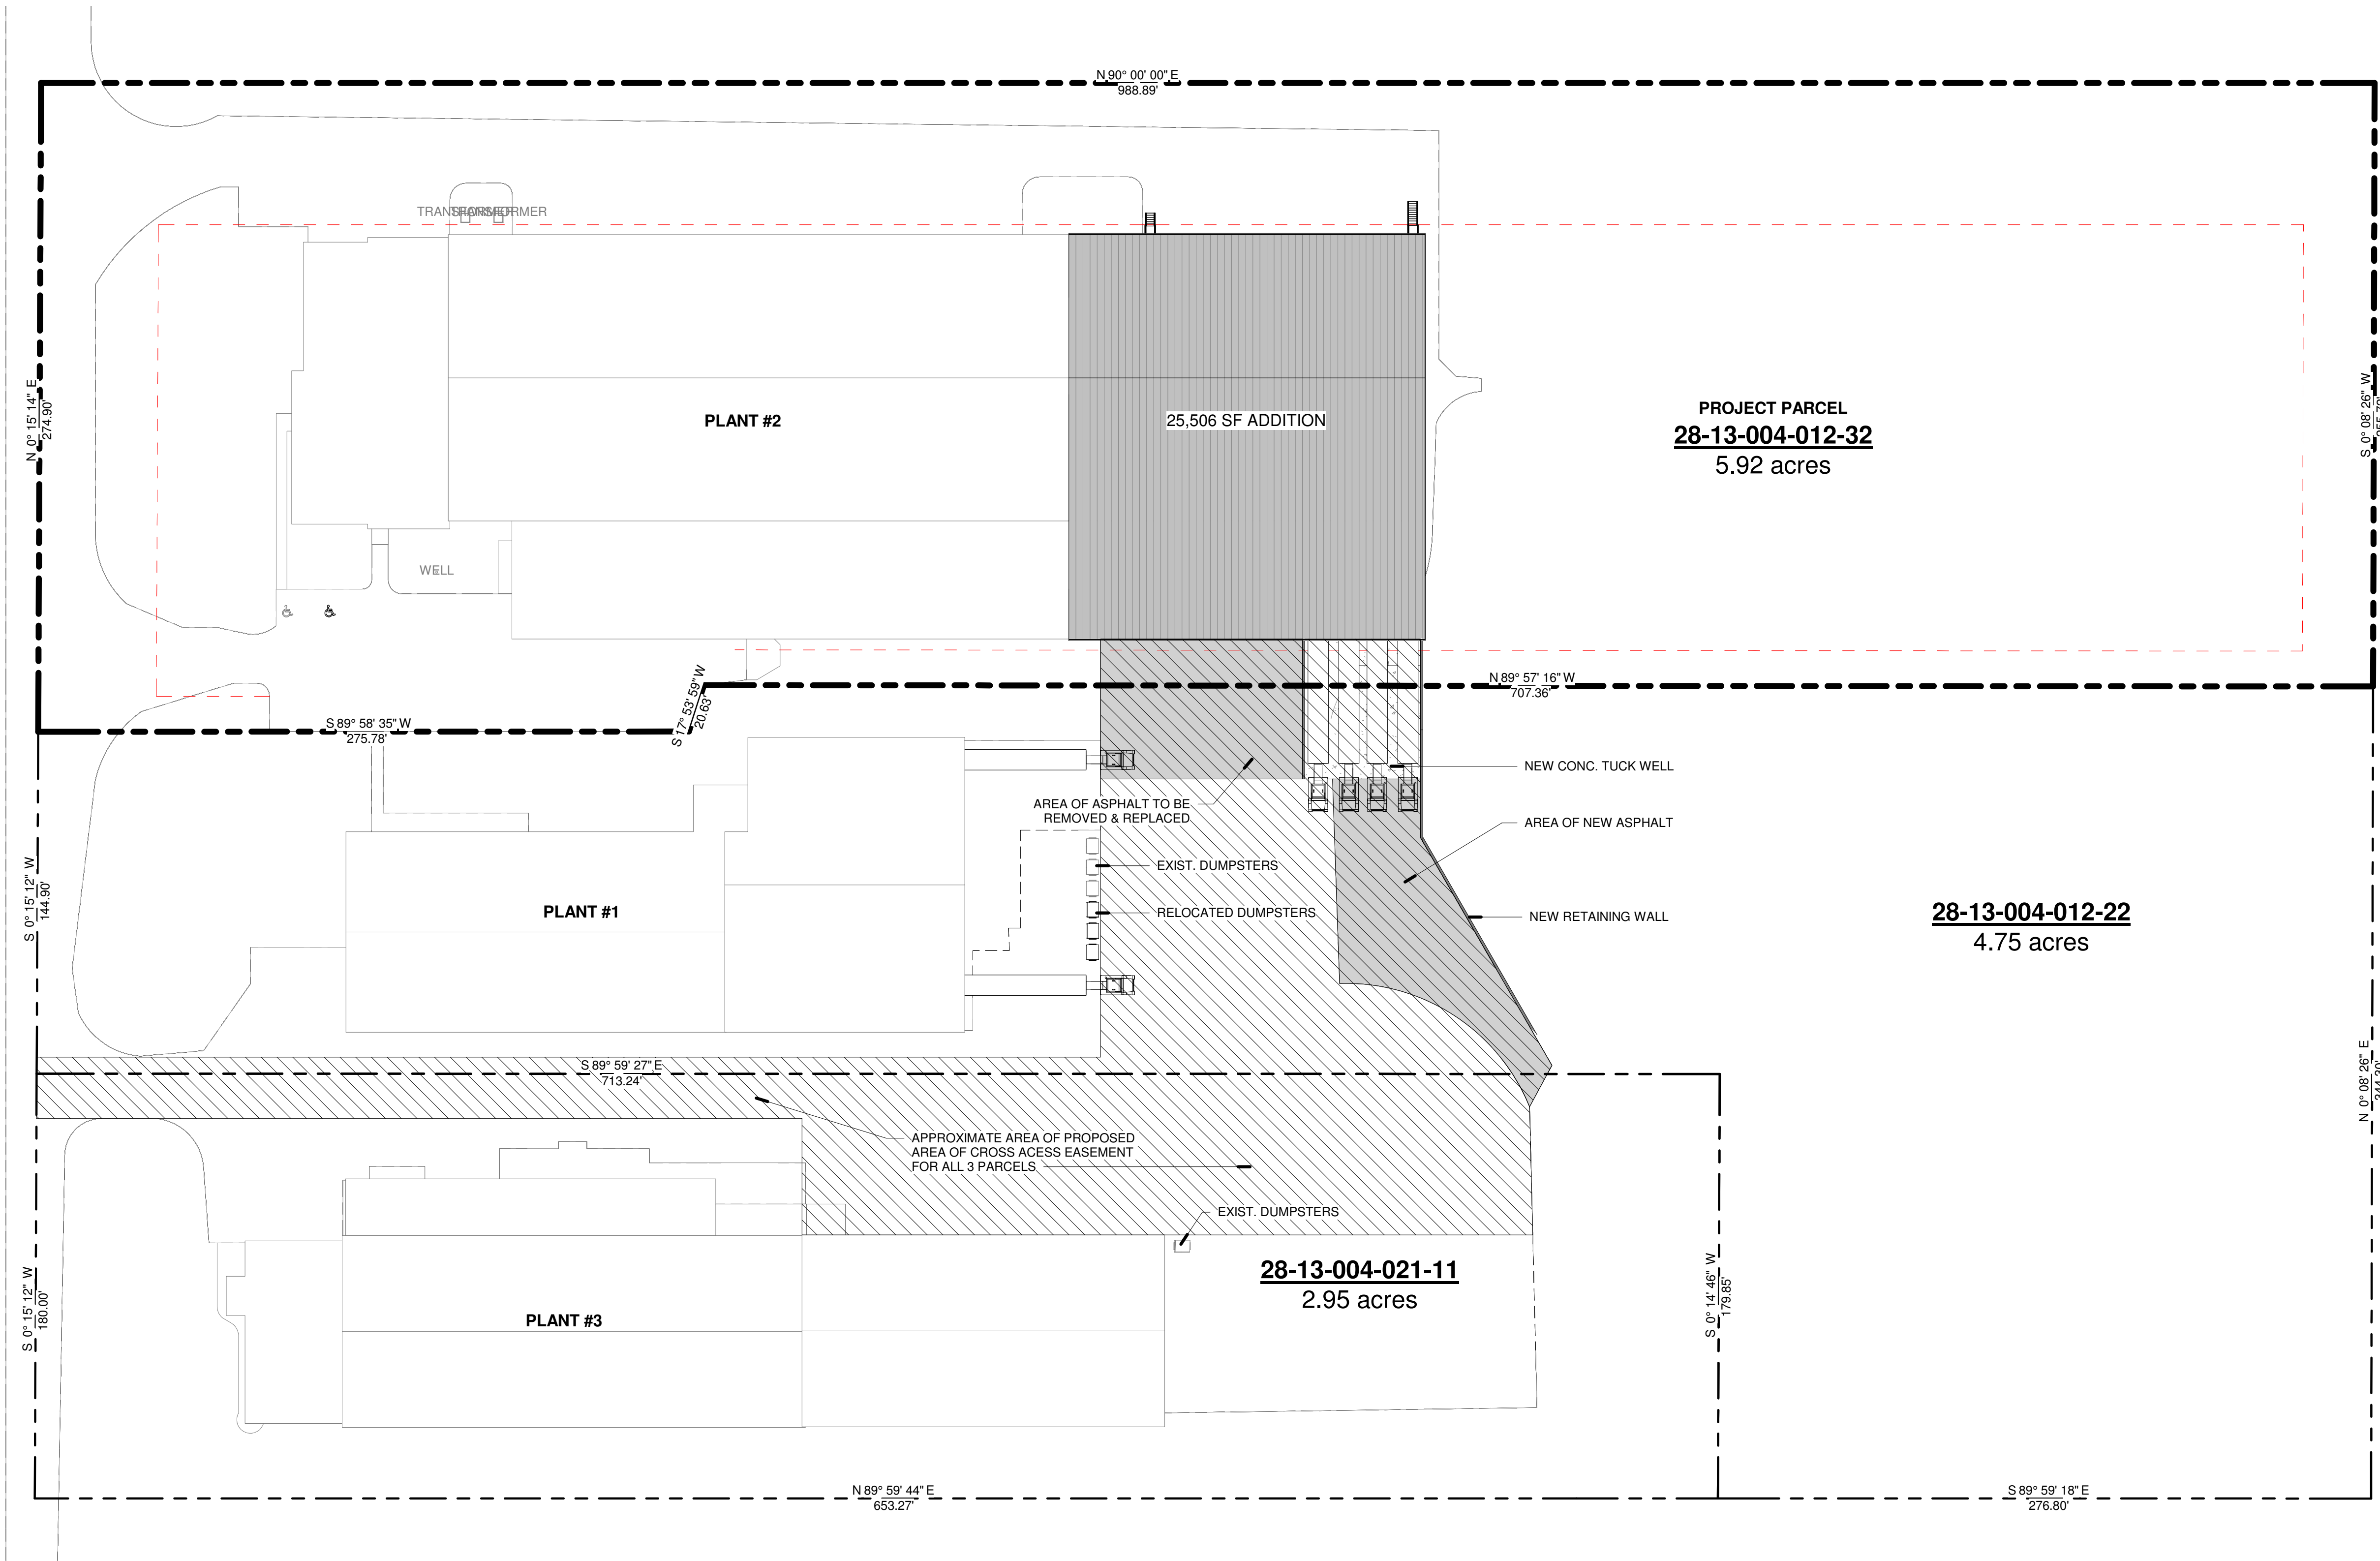 N 90° 00' 00" E
988.89'
TRANSFORMER
TRANSFORMER
N 0° 15' 14" E
274.90'
PLANT #2
25,506 SF ADDITION
PROJECT PARCEL
28-13-004-012-32
5.92 acres
S 0° 08' 26" W
WELL
S 17° 53' 59" W
20.63'
N 89° 57' 16" W
707.36'
S 89° 58' 35" W
275.78'
NEW CONC. TUCK WELL
AREA OF ASPHALT TO BE
REMOVED & REPLACED
AREA OF NEW ASPHALT
EXIST. DUMPSTERS
S 0° 15' 12" W
144.90'
PLANT #1
RELOCATED DUMPSTERS
NEW RETAINING WALL
28-13-004-012-22
4.75 acres
S 89° 59' 27" E
713.24'
N 0° 08' 26" E
344.30'
APPROXIMATE AREA OF PROPOSED
AREA OF CROSS ACESS EASEMENT
FOR ALL 3 PARCELS
EXIST. DUMPSTERS
28-13-004-021-11
2.95 acres
S 0° 15' 12" W
180.00'
PLANT #3
S 0° 14' 46" W
179.85'
N 89° 59' 44" E
653.27'
S 89° 59' 18" E
276.80'